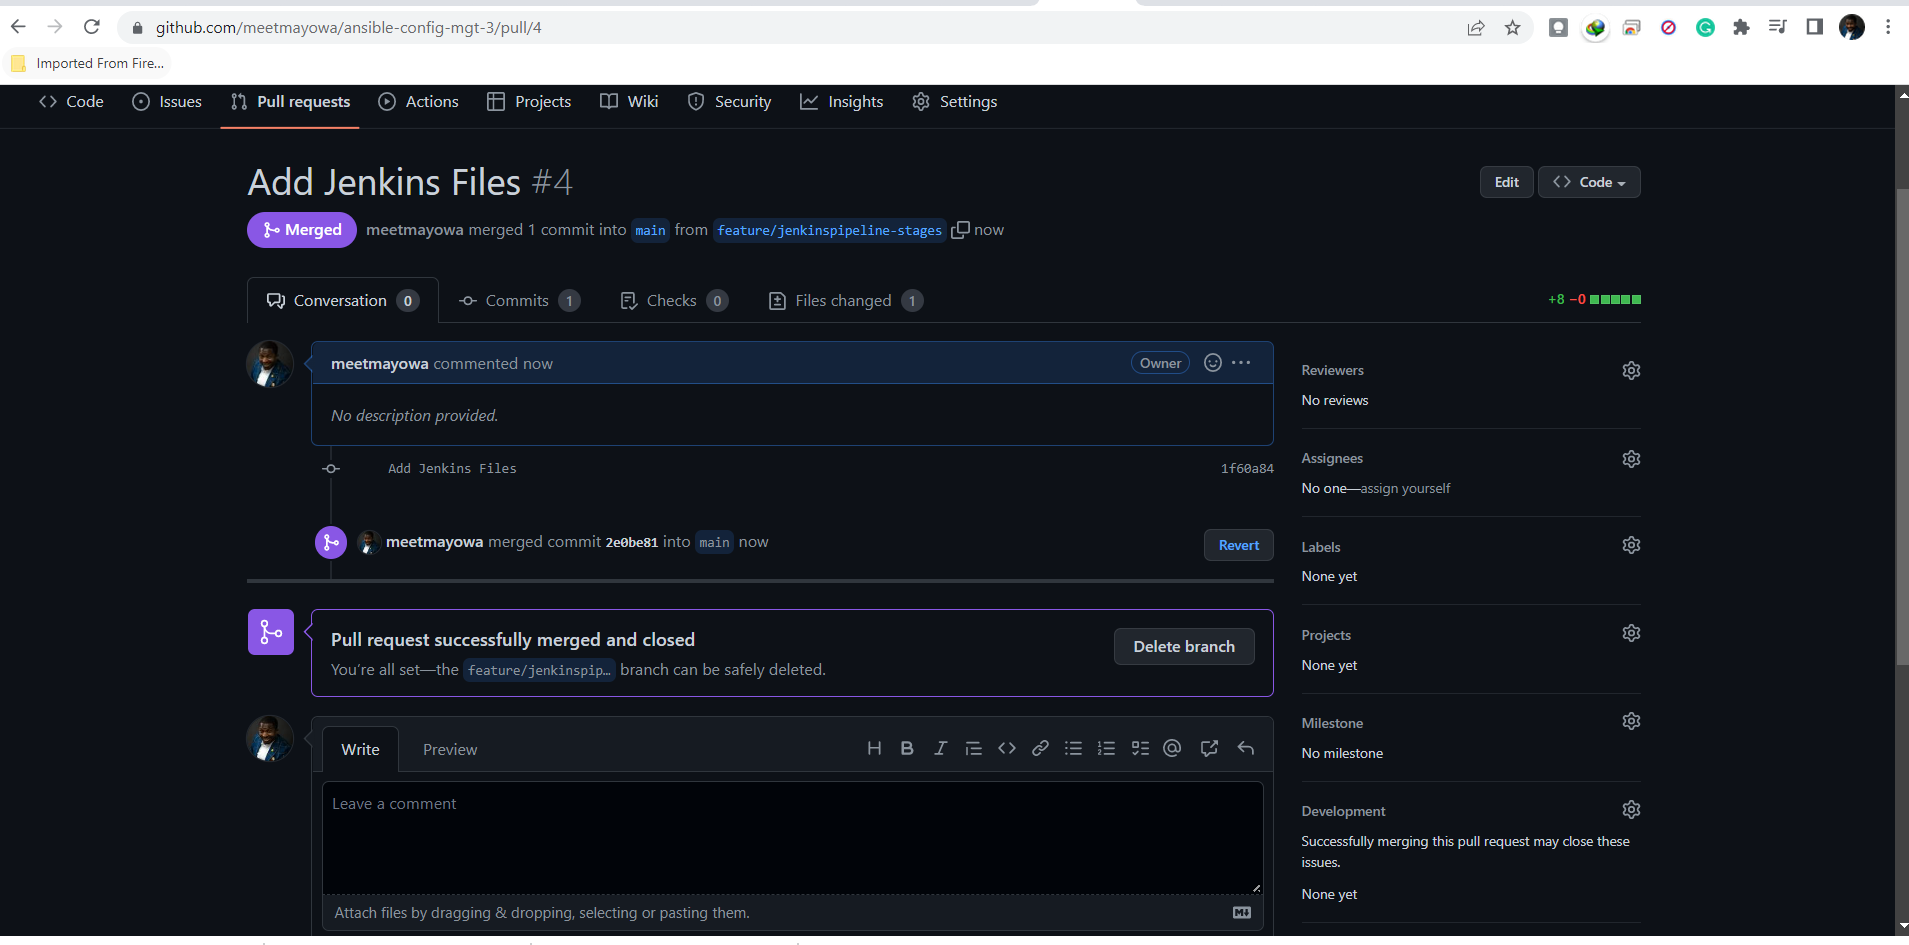 github.com/meetmayowa/ansible-config-mgt-3/pull/4
Imported From Fire...
Code Issues Pull requests Actions Projects Wiki Security Insights Settings
Add Jenkins Files #4
Edit Code
Merged meetmayowa merged 1 commit into main from feature/jenkinspipeline-stages now
Conversation 0 Commits 1 Checks 0 Files changed 1 +8 −0
meetmayowa commented now Owner
No description provided.
Add Jenkins Files 1f60a84
meetmayowa merged commit 2e0be81 into main now Revert
Pull request successfully merged and closed
You're all set—the feature/jenkinspip… branch can be safely deleted.
Delete branch
Write Preview
Leave a comment
Attach files by dragging & dropping, selecting or pasting them.
Reviewers
No reviews
Assignees
No one—assign yourself
Labels
None yet
Projects
None yet
Milestone
No milestone
Development
Successfully merging this pull request may close these
issues.
None yet